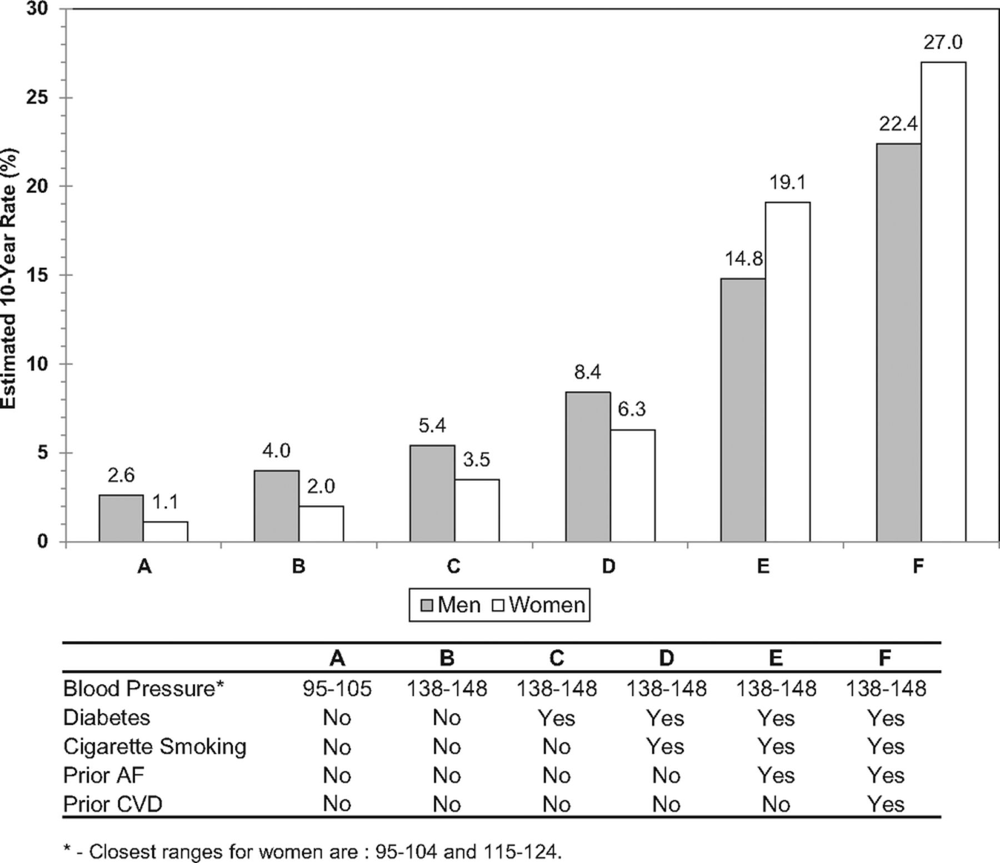 30
27.0
25
22.4
20
19.1
15
14.8
10
8.4
6.3
5
5.4
3.5
4.0
2.0
2.6
1.1
0
Estimated 10-Year Rate (%)
A B C D E F
Men Women
A B C D E F
Blood Pressure* 95-105 138-148 138-148 138-148 138-148 138-148
Diabetes No No Yes Yes Yes Yes
Cigarette Smoking No No No Yes Yes Yes
Prior AF No No No No Yes Yes
Prior CVD No No No No No Yes
* - Closest ranges for women are : 95-104 and 115-124.